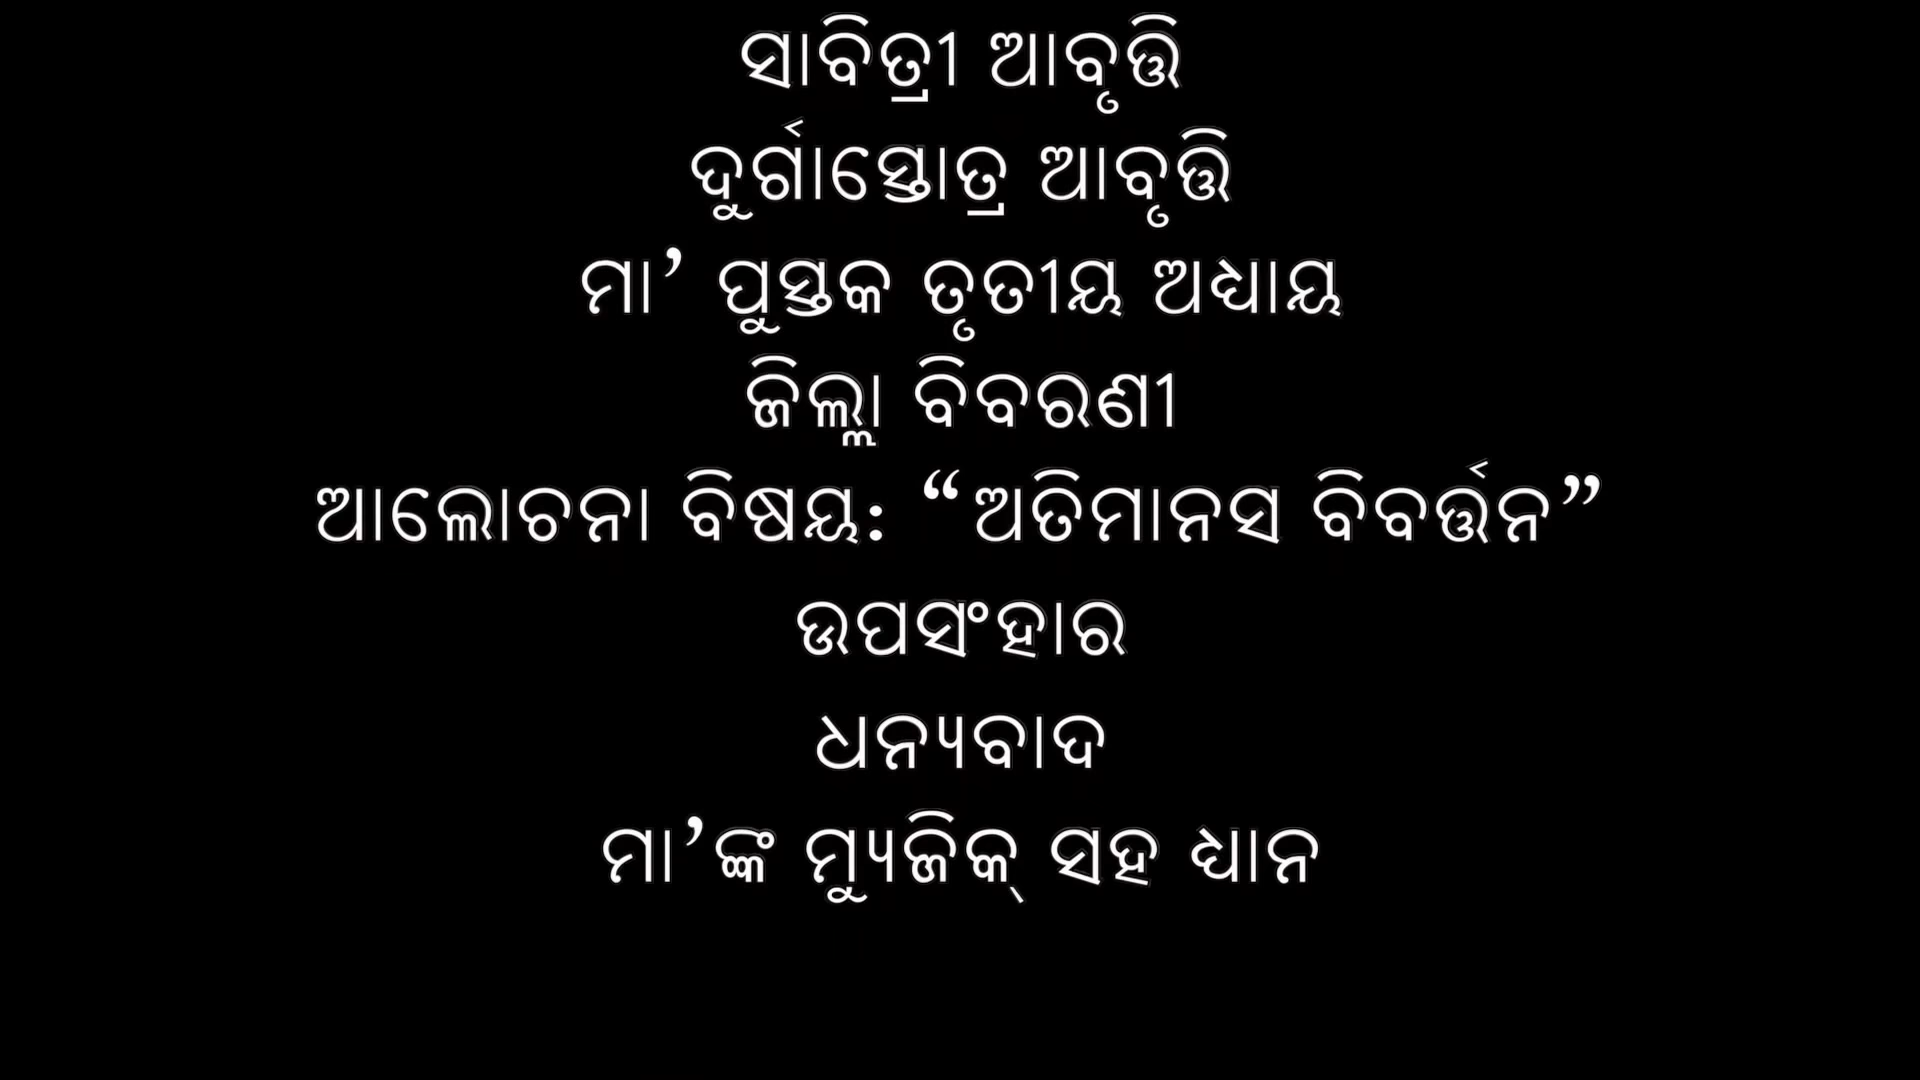 ସାବିତ୍ରୀ ଆବୃତ୍ତି
ଦୁର୍ଗାସ୍ତୋତ୍ର ଆବୃତ୍ତି
ମା’ ପୁସ୍ତକ ତୃତୀୟ ଅଧ୍ୟାୟ
ଜିଲ୍ଲା ବିବରଣୀ
ଆଲୋଚନା ବିଷୟ: “ଅତିମାନସ ବିବର୍ତ୍ତନ”
ଉପସଂହାର
ଧନ୍ୟବାଦ
ମା’ଙ୍କ ମ୍ୟୁଜିକ୍ ସହ ଧ୍ୟାନ